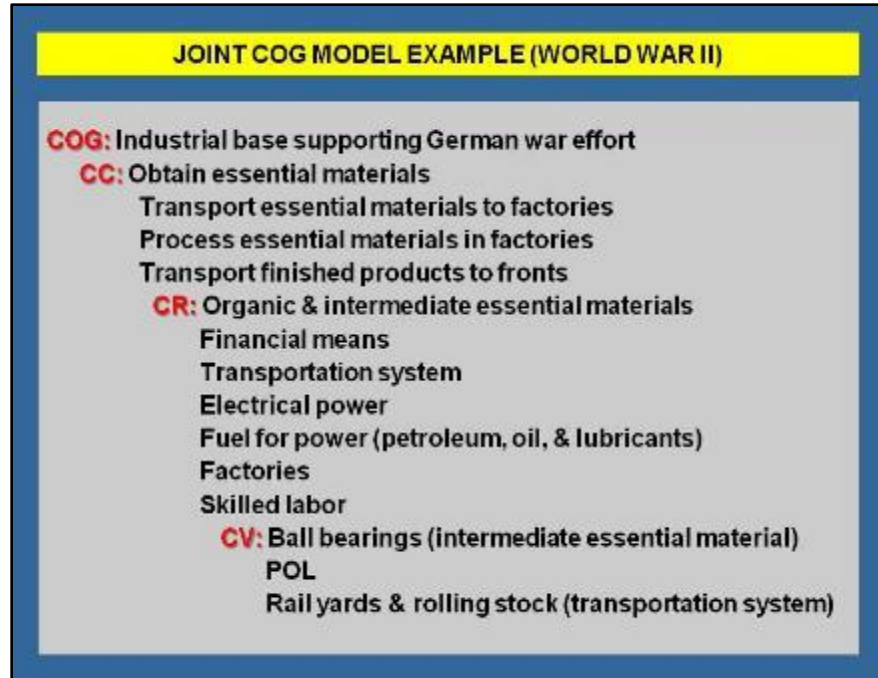 JOINT COG MODEL EXAMPLE (WORLD WAR II)
COG: Industrial base supporting German war effort
CC: Obtain essential materials
Transport essential materials to factories
Process essential materials in factories
Transport finished products to fronts
CR: Organic & intermediate essential materials
Financial means
Transportation system
Electrical power
Fuel for power (petroleum, oil, & lubricants)
Factories
Skilled labor
CV: Ball bearings (intermediate essential material)
POL
Rail yards & rolling stock (transportation system)